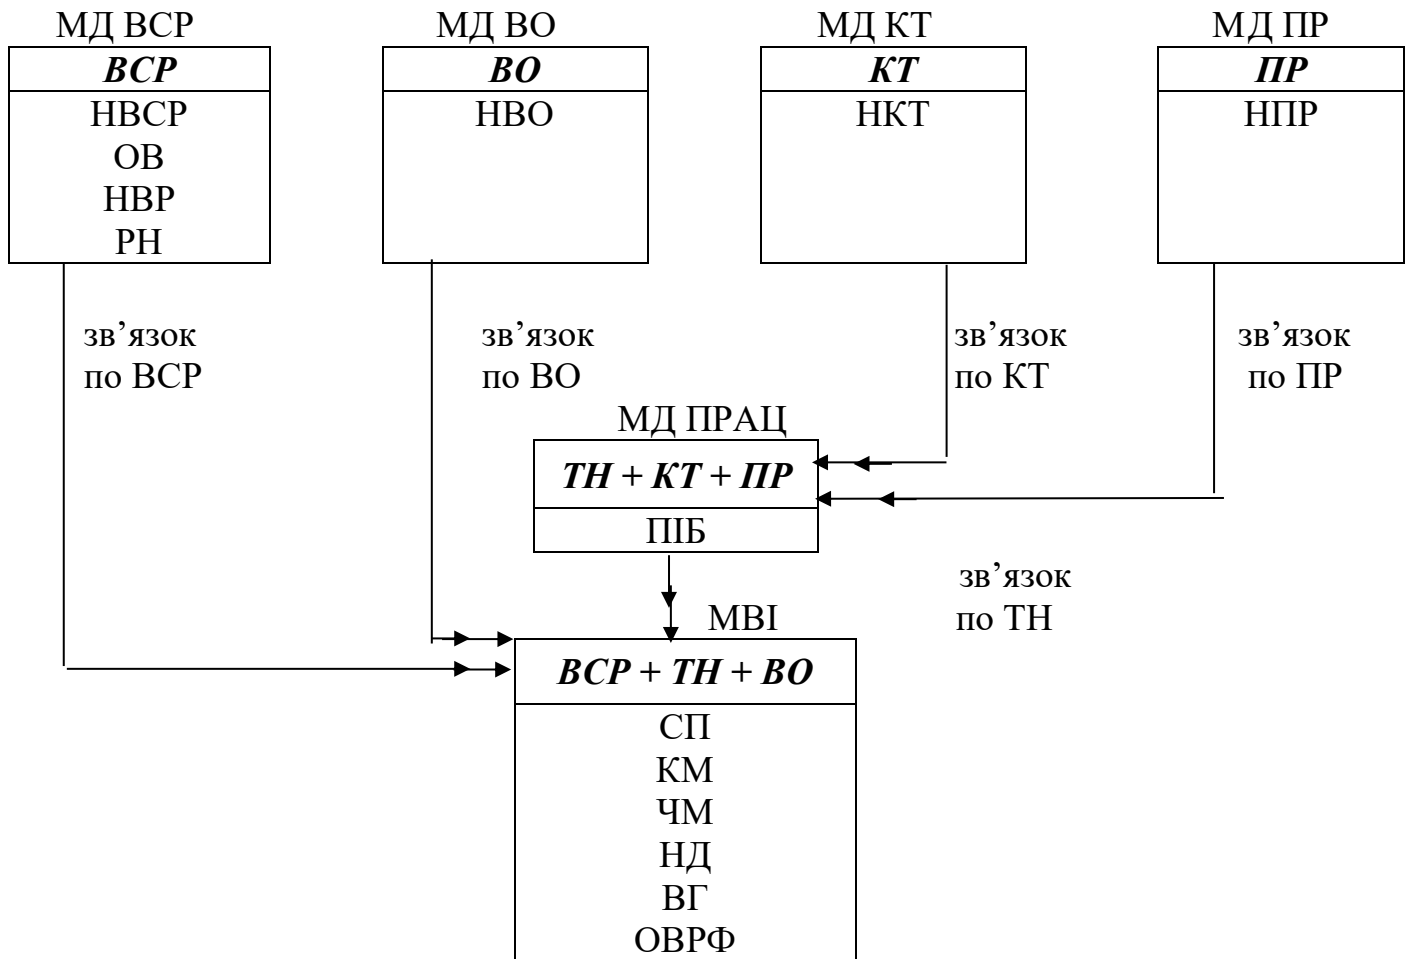 МД ВСР
МД ВО
МД КТ
МД ПР
ВСР
НВСР
ОВ
НВР
РН
ВО
НВО
КТ
НКТ
ПР
НПР
зв’язок
по ВСР
зв’язок
по ВО
зв’язок
по КТ
зв’язок
по ПР
МД ПРАЦ
ТН + КТ + ПР
ПІБ
зв’язок
по ТН
МВІ
ВСР + ТН + ВО
СП
КМ
ЧМ
НД
ВГ
ОВРФ